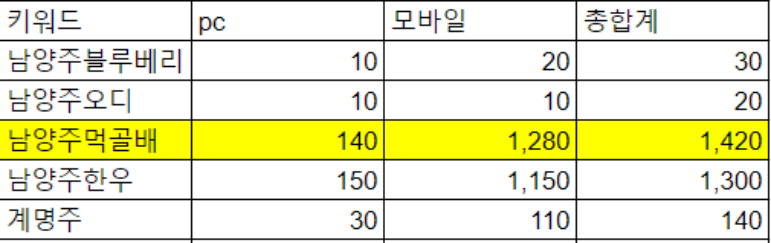 키워드 pc 모바일 총합계
남양주블루베리 10 20 30
남양주오디 10 10 20
남양주먹골배 140 1,280 1,420
남양주한우 150 1,150 1,300
계명주 30 110 140